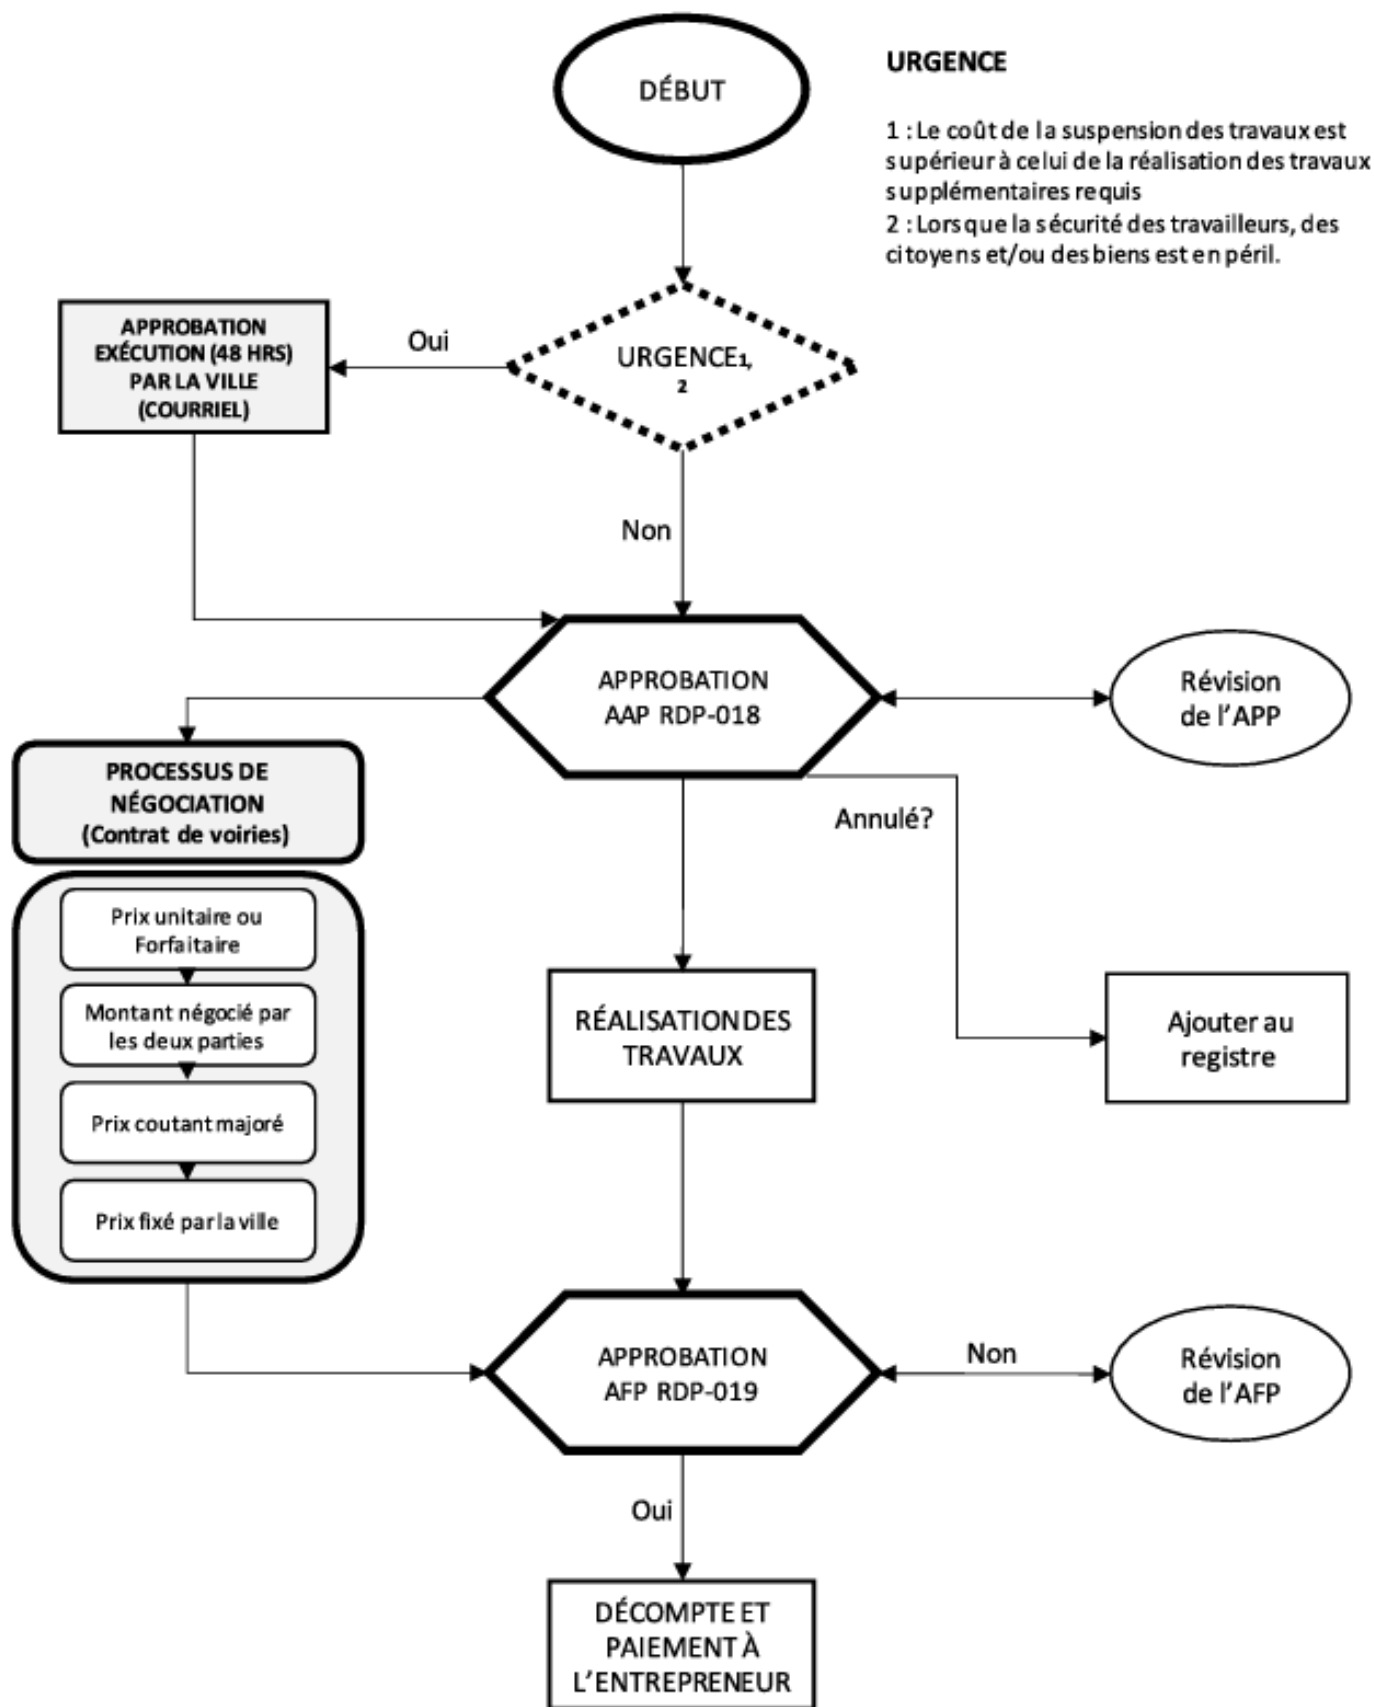 DÉBUT
URGENCE
1 : Le coût de la suspension des travaux est
supérieur à celui de la réalisation des travaux
supplémentaires requis
2 : Lorsque la sécurité des travailleurs, des
citoyens et/ou des biens est en péril.
APPROBATION
EXÉCUTION (48 HRS)
PAR LA VILLE
(COURRIEL)
Oui
URGENCE1,
2
Non
APPROBATION
AAP RDP-018
Révision
de l’APP
PROCESSUS DE
NÉGOCIATION
(Contrat de voiries)
Annulé?
Prix unitaire ou
Forfaitaire
Montant négocié par
les deux parties
Prix coutant majoré
Prix fixé par la ville
RÉALISATION DES
TRAVAUX
Ajouter au
registre
APPROBATION
AFP RDP-019
Non
Révision
de l’AFP
Oui
DÉCOMPTE ET
PAIEMENT À
L’ENTREPRENEUR